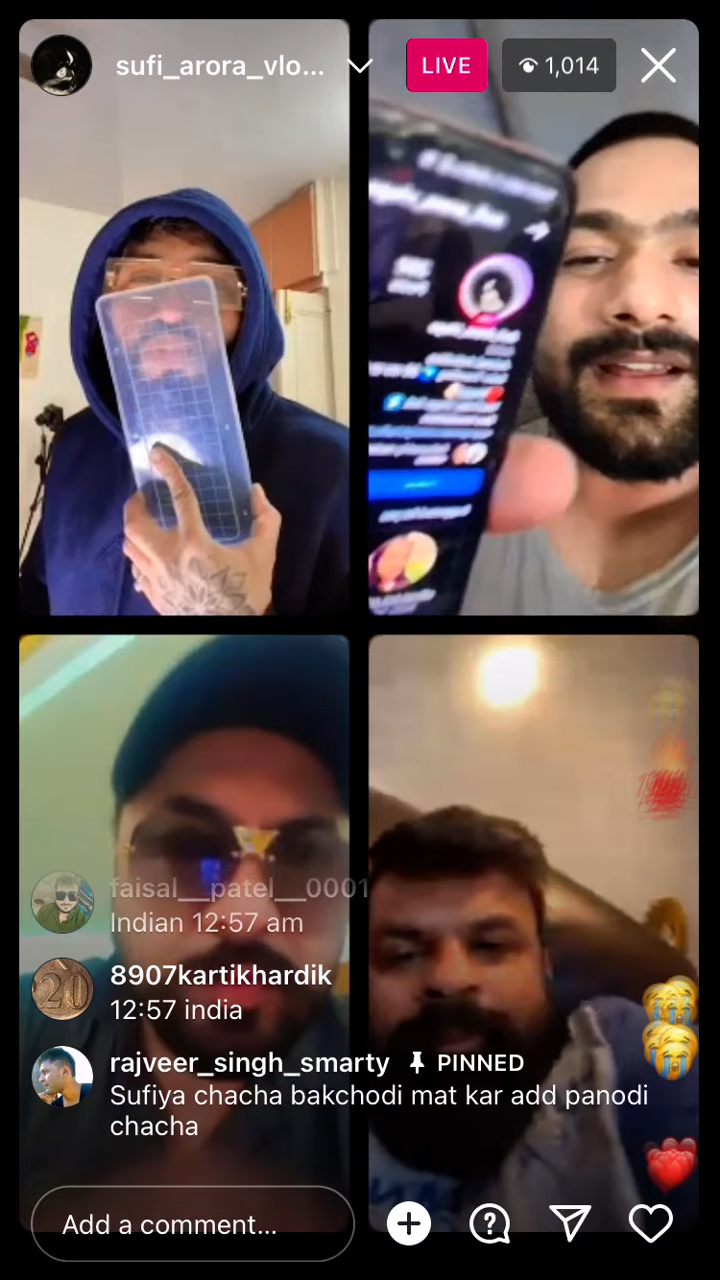 sufi_arora_vlo...
LIVE
1,014
faisal__patel__0001
Indian 12:57 am
20
8907kartikhardik
12:57 india
rajveer_singh_smarty PINNED
Sufiya chacha bakchodi mat kar add panodi
chacha
Add a comment...